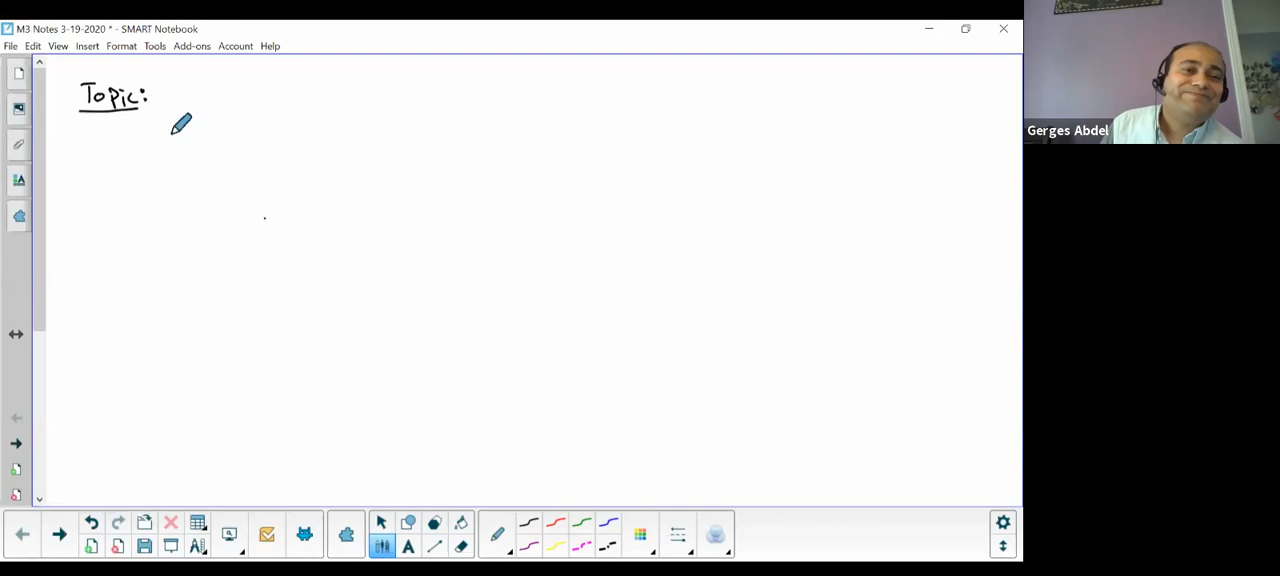 M3 Notes 3-19-2020 * - SMART Notebook
File Edit View Insert Format Tools Add-ons Account Help
Topic:
Gerges Abdel
A
A